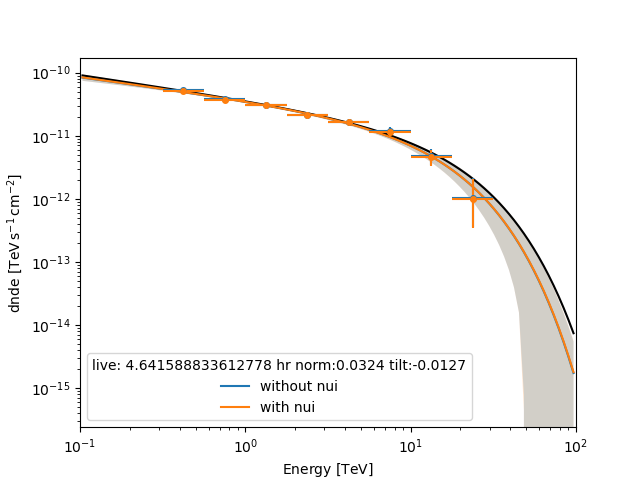 10⁻¹⁰
10⁻¹¹
10⁻¹²
10⁻¹³
10⁻¹⁴
10⁻¹⁵
dnde [TeV s⁻¹ cm⁻²]
live: 4.641588833612778 hr norm:0.0324 tilt:-0.0127
without nui
with nui
10⁻¹ 10⁰ 10¹ 10²
Energy [TeV]